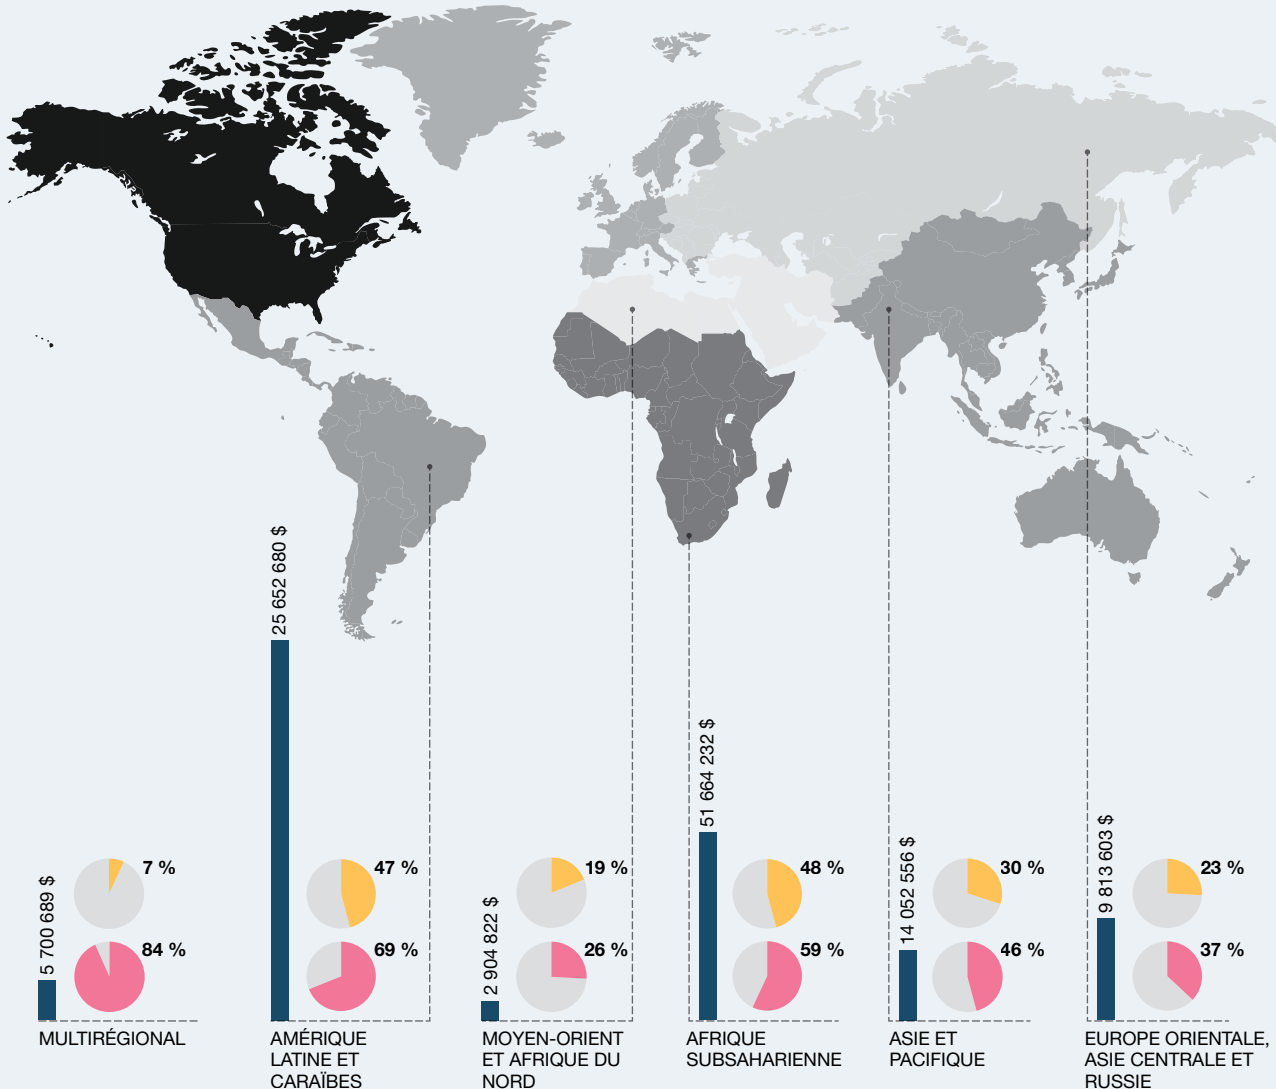 5 700 689 $
7 %
84 %
MULTIRÉGIONAL
25 652 680 $
47 %
69 %
AMÉRIQUE
LATINE ET
CARAÏBES
2 904 822 $
19 %
26 %
MOYEN-ORIENT
ET AFRIQUE DU
NORD
51 664 232 $
48 %
59 %
AFRIQUE
SUBSAHARIENNE
14 052 556 $
30 %
46 %
ASIE ET
PACIFIQUE
9 813 603 $
23 %
37 %
EUROPE ORIENTALE,
ASIE CENTRALE ET
RUSSIE